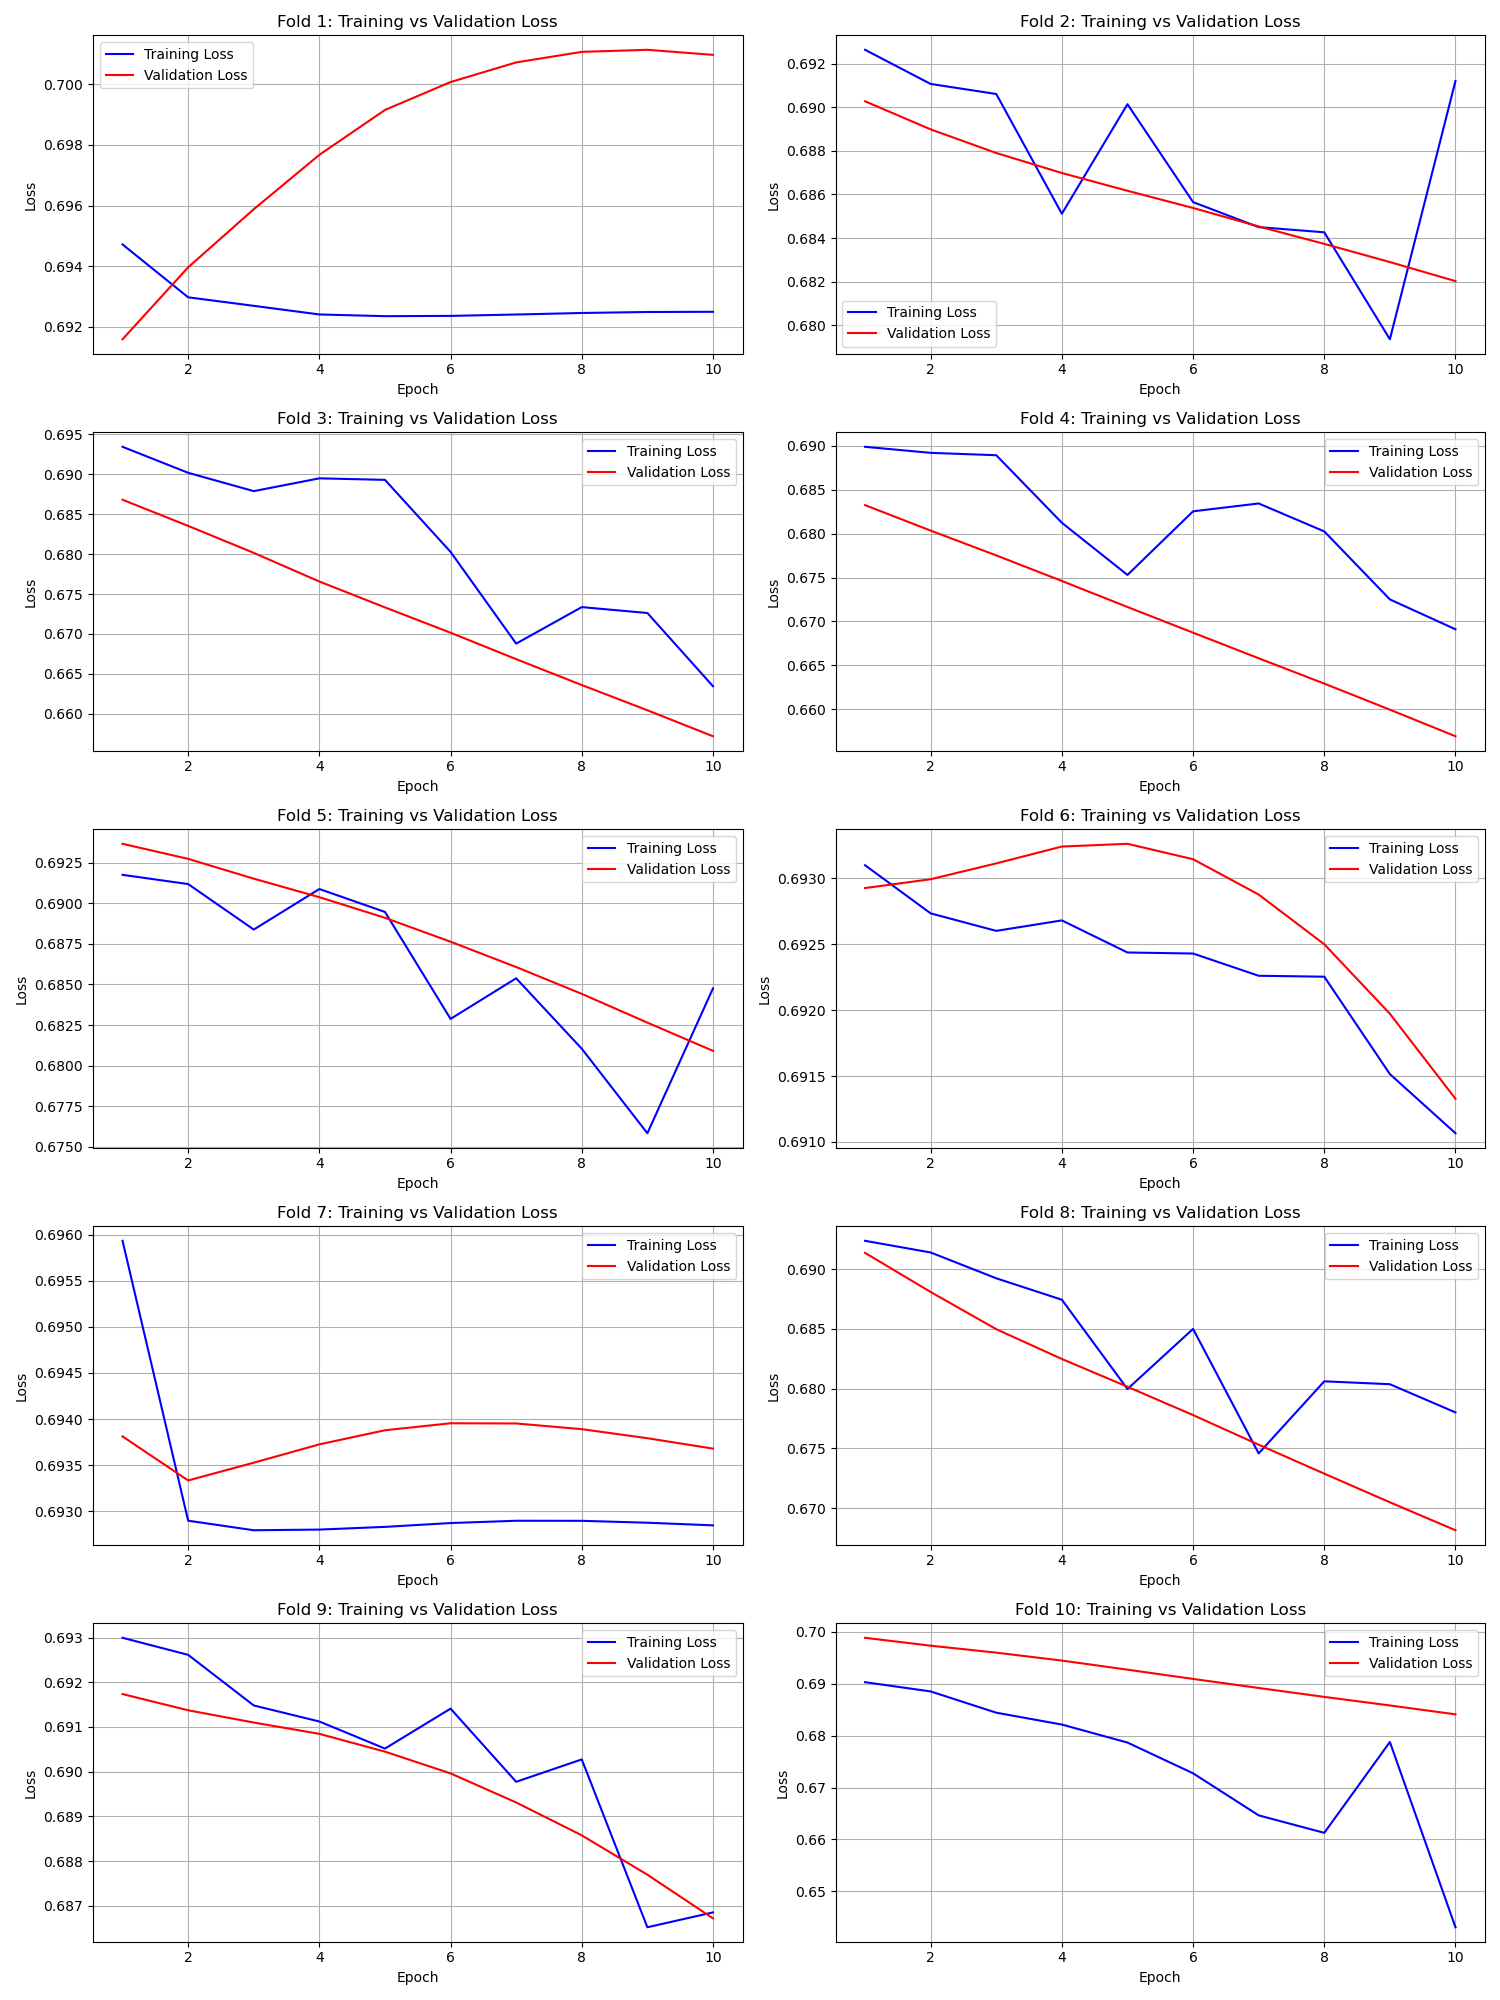 Fold 1: Training vs Validation Loss
Training Loss
Validation Loss
0.700
0.698
0.696
0.694
0.692
Loss
2 4 6 8 10
Epoch
Fold 2: Training vs Validation Loss
0.692
0.690
0.688
0.686
0.684
0.682
0.680
Loss
Training Loss
Validation Loss
2 4 6 8 10
Epoch
Fold 3: Training vs Validation Loss
Training Loss
Validation Loss
0.695
0.690
0.685
0.680
0.675
0.670
0.665
0.660
Loss
2 4 6 8 10
Epoch
Fold 4: Training vs Validation Loss
Training Loss
Validation Loss
0.690
0.685
0.680
0.675
0.670
0.665
0.660
Loss
2 4 6 8 10
Epoch
Fold 5: Training vs Validation Loss
Training Loss
Validation Loss
0.6925
0.6900
0.6875
0.6850
0.6825
0.6800
0.6775
0.6750
Loss
2 4 6 8 10
Epoch
Fold 6: Training vs Validation Loss
Training Loss
Validation Loss
0.6930
0.6925
0.6920
0.6915
0.6910
Loss
2 4 6 8 10
Epoch
Fold 7: Training vs Validation Loss
Training Loss
Validation Loss
0.6960
0.6955
0.6950
0.6945
0.6940
0.6935
0.6930
Loss
2 4 6 8 10
Epoch
Fold 8: Training vs Validation Loss
Training Loss
Validation Loss
0.690
0.685
0.680
0.675
0.670
Loss
2 4 6 8 10
Epoch
Fold 9: Training vs Validation Loss
Training Loss
Validation Loss
0.693
0.692
0.691
0.690
0.689
0.688
0.687
Loss
2 4 6 8 10
Epoch
Fold 10: Training vs Validation Loss
Training Loss
Validation Loss
0.70
0.69
0.68
0.67
0.66
0.65
Loss
2 4 6 8 10
Epoch